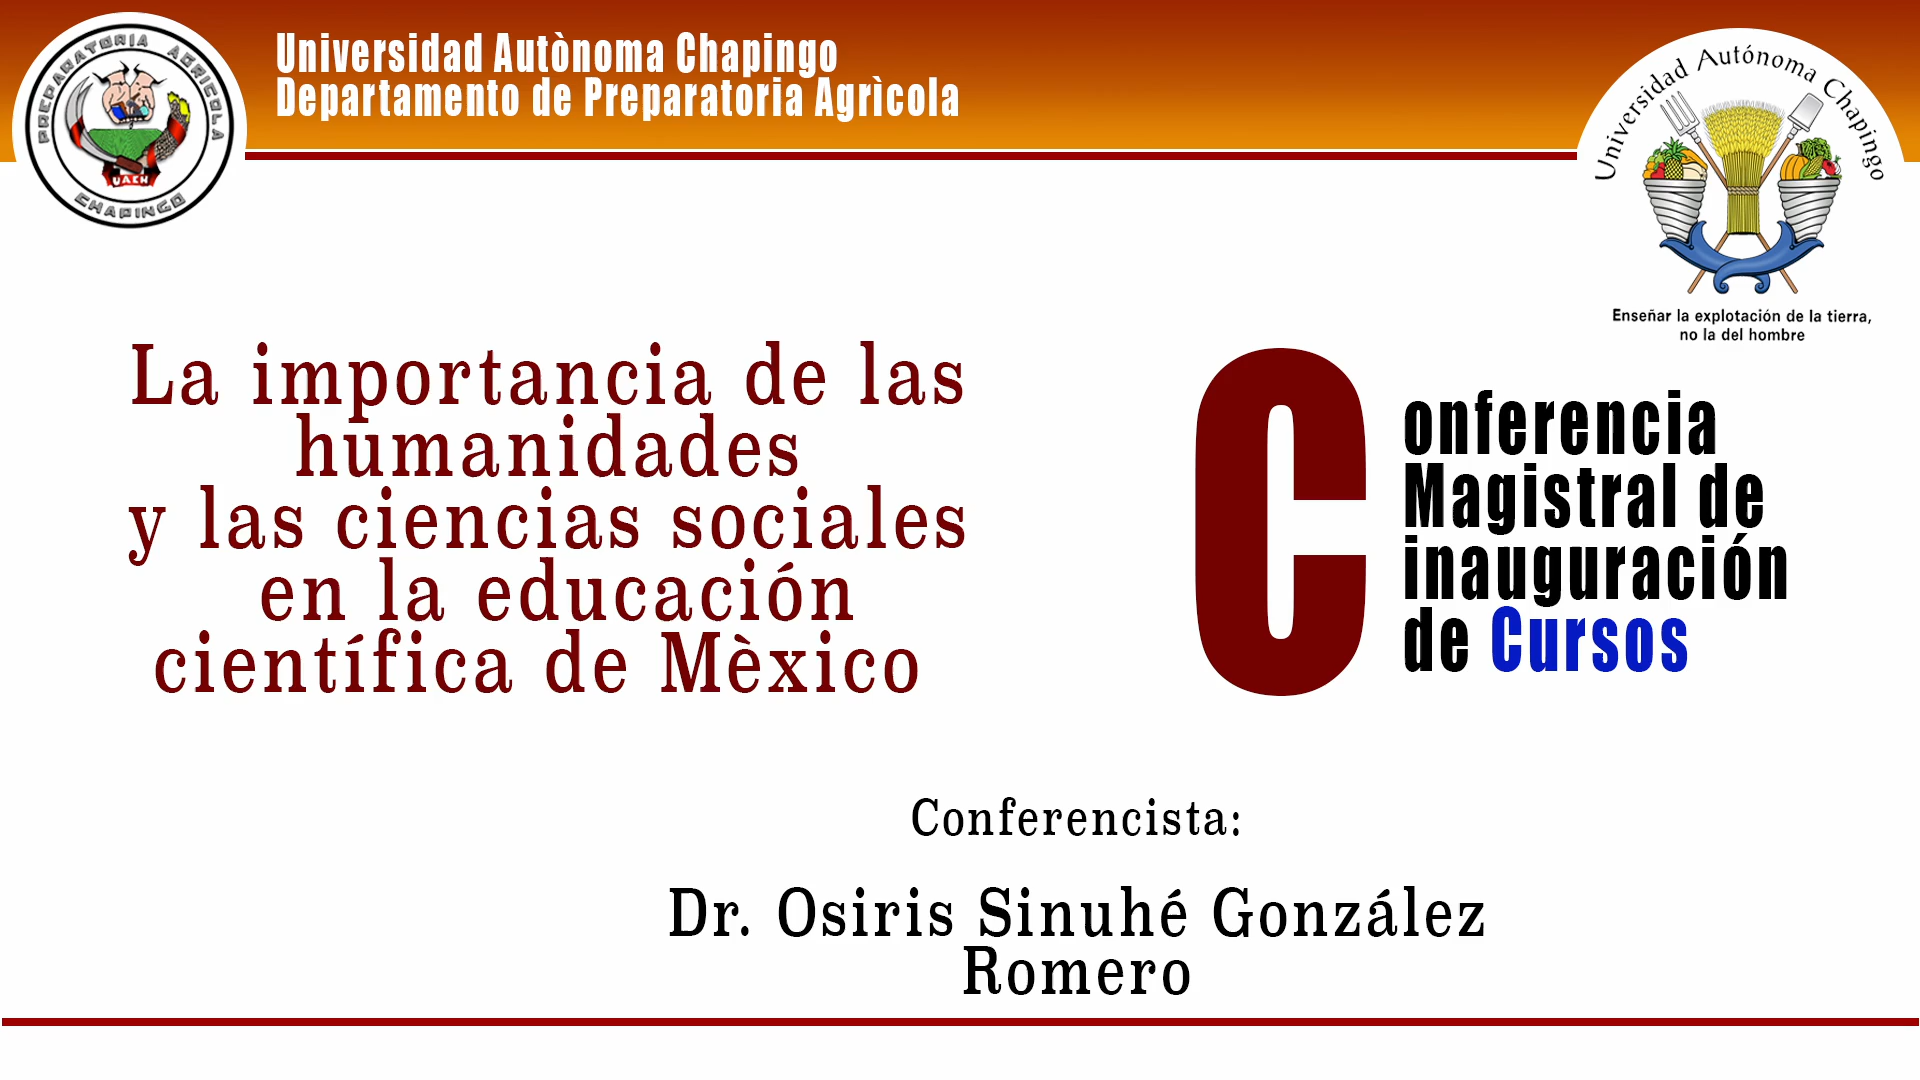 Universidad Autònoma Chapingo
Departamento de Preparatoria Agrìcola
PREPARATORIA AGRICOLA
UACH
CHAPINGO
Universidad Autónoma Chapingo
Enseñar la explotación de la tierra,
no la del hombre
La importancia de las
humanidades
y las ciencias sociales
en la educación
científica de Mèxico
Conferencia
Magistral de
inauguración
de Cursos
Conferencista:
Dr. Osiris Sinuhé González
Romero